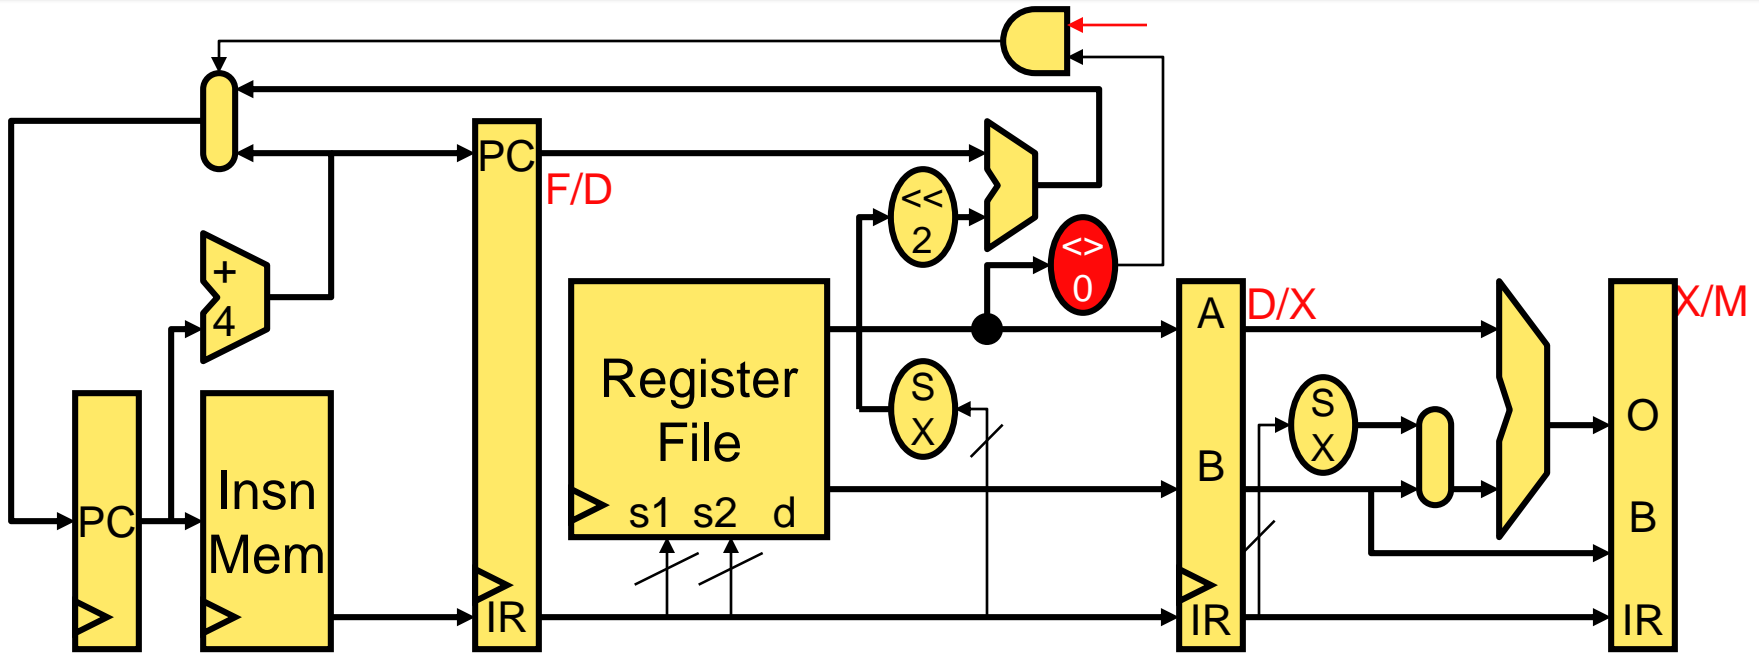 PC
F/D
<<
2
+
4
<>
0
A
D/X
X/M
Register
File
S
X
S
X
O
B
Insn
Mem
PC
s1 s2 d
B
IR
IR
IR